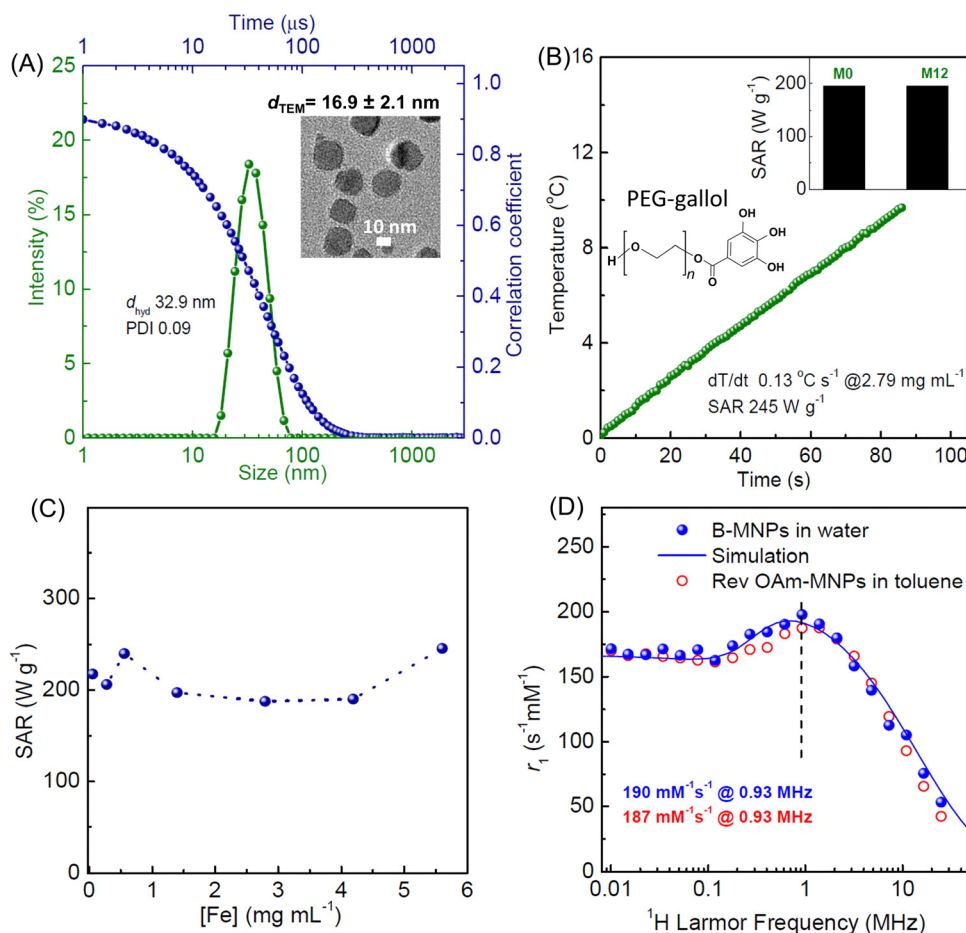 (A)
Time (μs)
1 10 100 1000
25
20
15
10
5
0
Intensity (%)
1.0
0.8
0.6
0.4
0.2
0.0
Correlation coefficient
dTEM= 16.9 ± 2.1 nm
10 nm
dhyd 32.9 nm
PDI 0.09
1 10 100 1000
Size (nm)
(B)
16
12
8
4
0
Temperature (°C)
200
100
0
SAR (W g-1)
M0 M12
PEG-gallol
H
O
n
O
O
OH
OH
OH
dT/dt 0.13 °C s-1 @2.79 mg mL-1
SAR 245 W g-1
0 20 40 60 80 100
Time (s)
(C)
300
200
100
0
SAR (W g-1)
0 1 2 3 4 5 6
[Fe] (mg mL-1)
(D)
250
200
150
100
50
0
r1 (s-1mM-1)
B-MNPs in water
Simulation
Rev OAm-MNPs in toluene
190 mM-1s-1 @ 0.93 MHz
187 mM-1s-1 @ 0.93 MHz
0.01 0.1 1 10
1H Larmor Frequency (MHz)